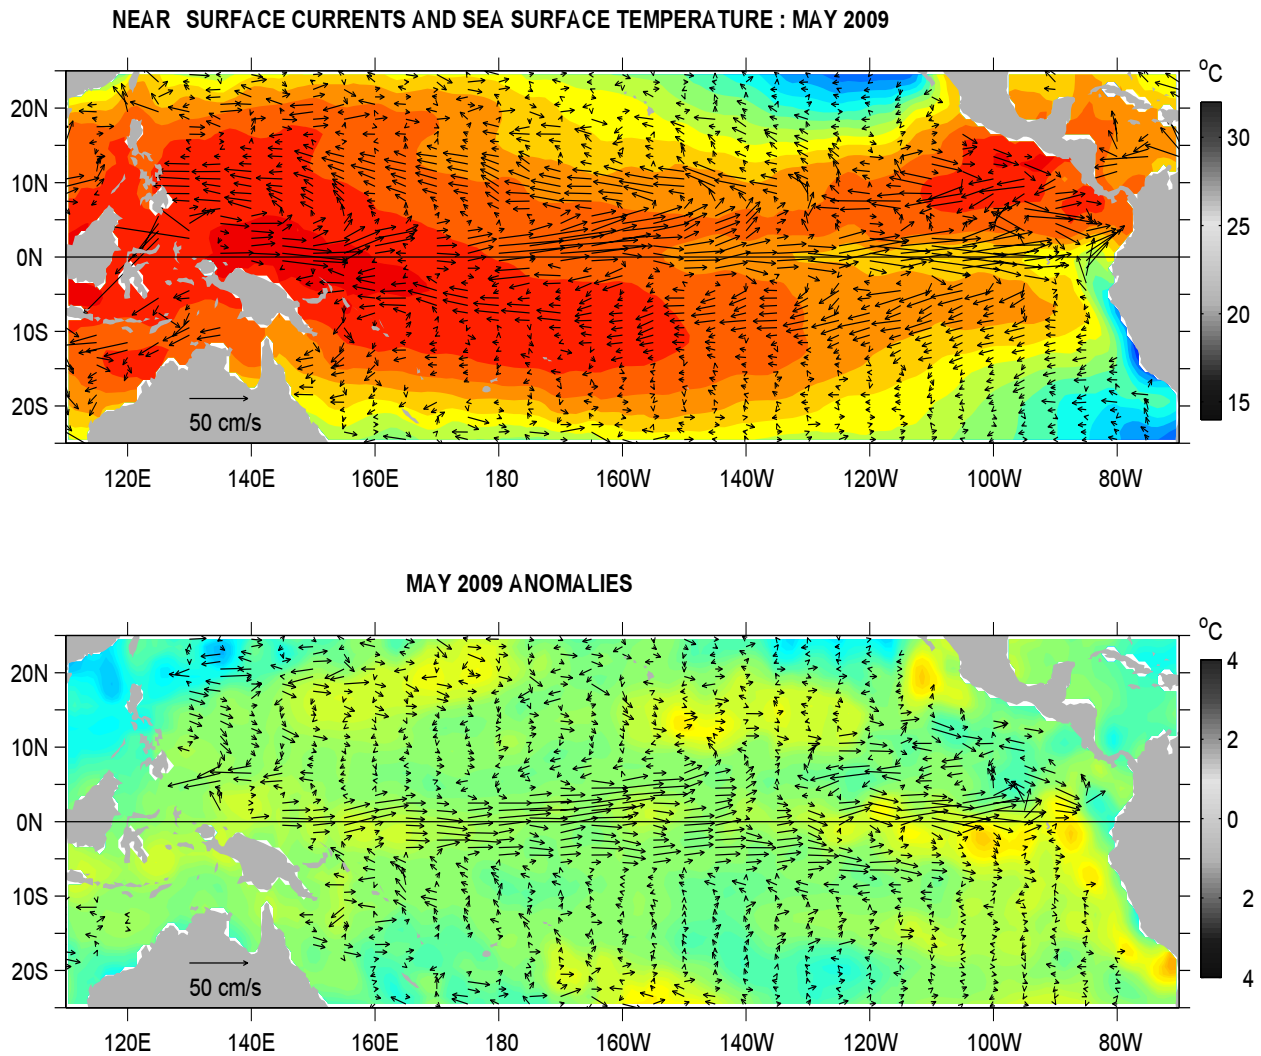 NEAR SURFACE CURRENTS AND SEA SURFACE TEMPERATURE : MAY 2009
oC
20N
10N
0N
10S
20S
50 cm/s
30
25
20
15
120E 140E 160E 180 160W 140W 120W 100W 80W
MAY 2009 ANOMALIES
oC
20N
10N
0N
10S
20S
50 cm/s
4
2
0
2
4
120E 140E 160E 180 160W 140W 120W 100W 80W